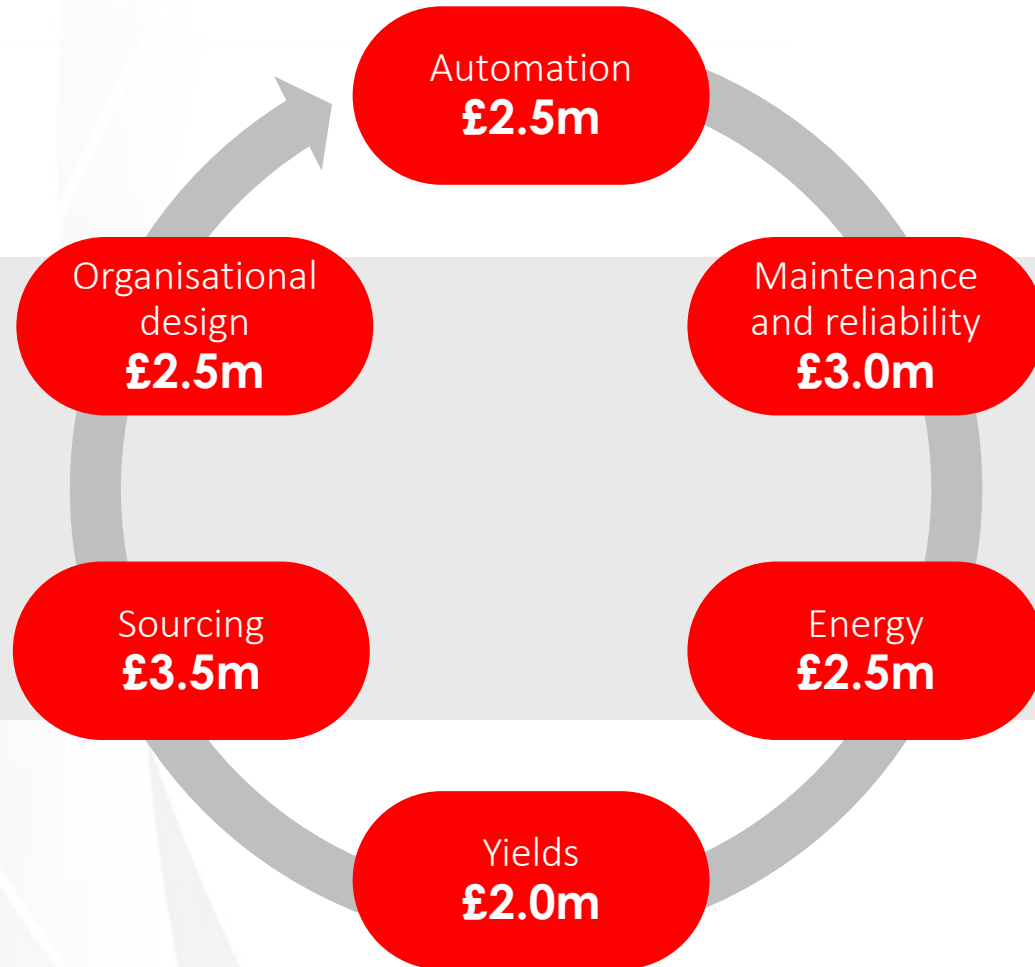 Automation
£2.5m
Maintenance
and reliability
£3.0m
Energy
£2.5m
Yields
£2.0m
Sourcing
£3.5m
Organisational
design
£2.5m